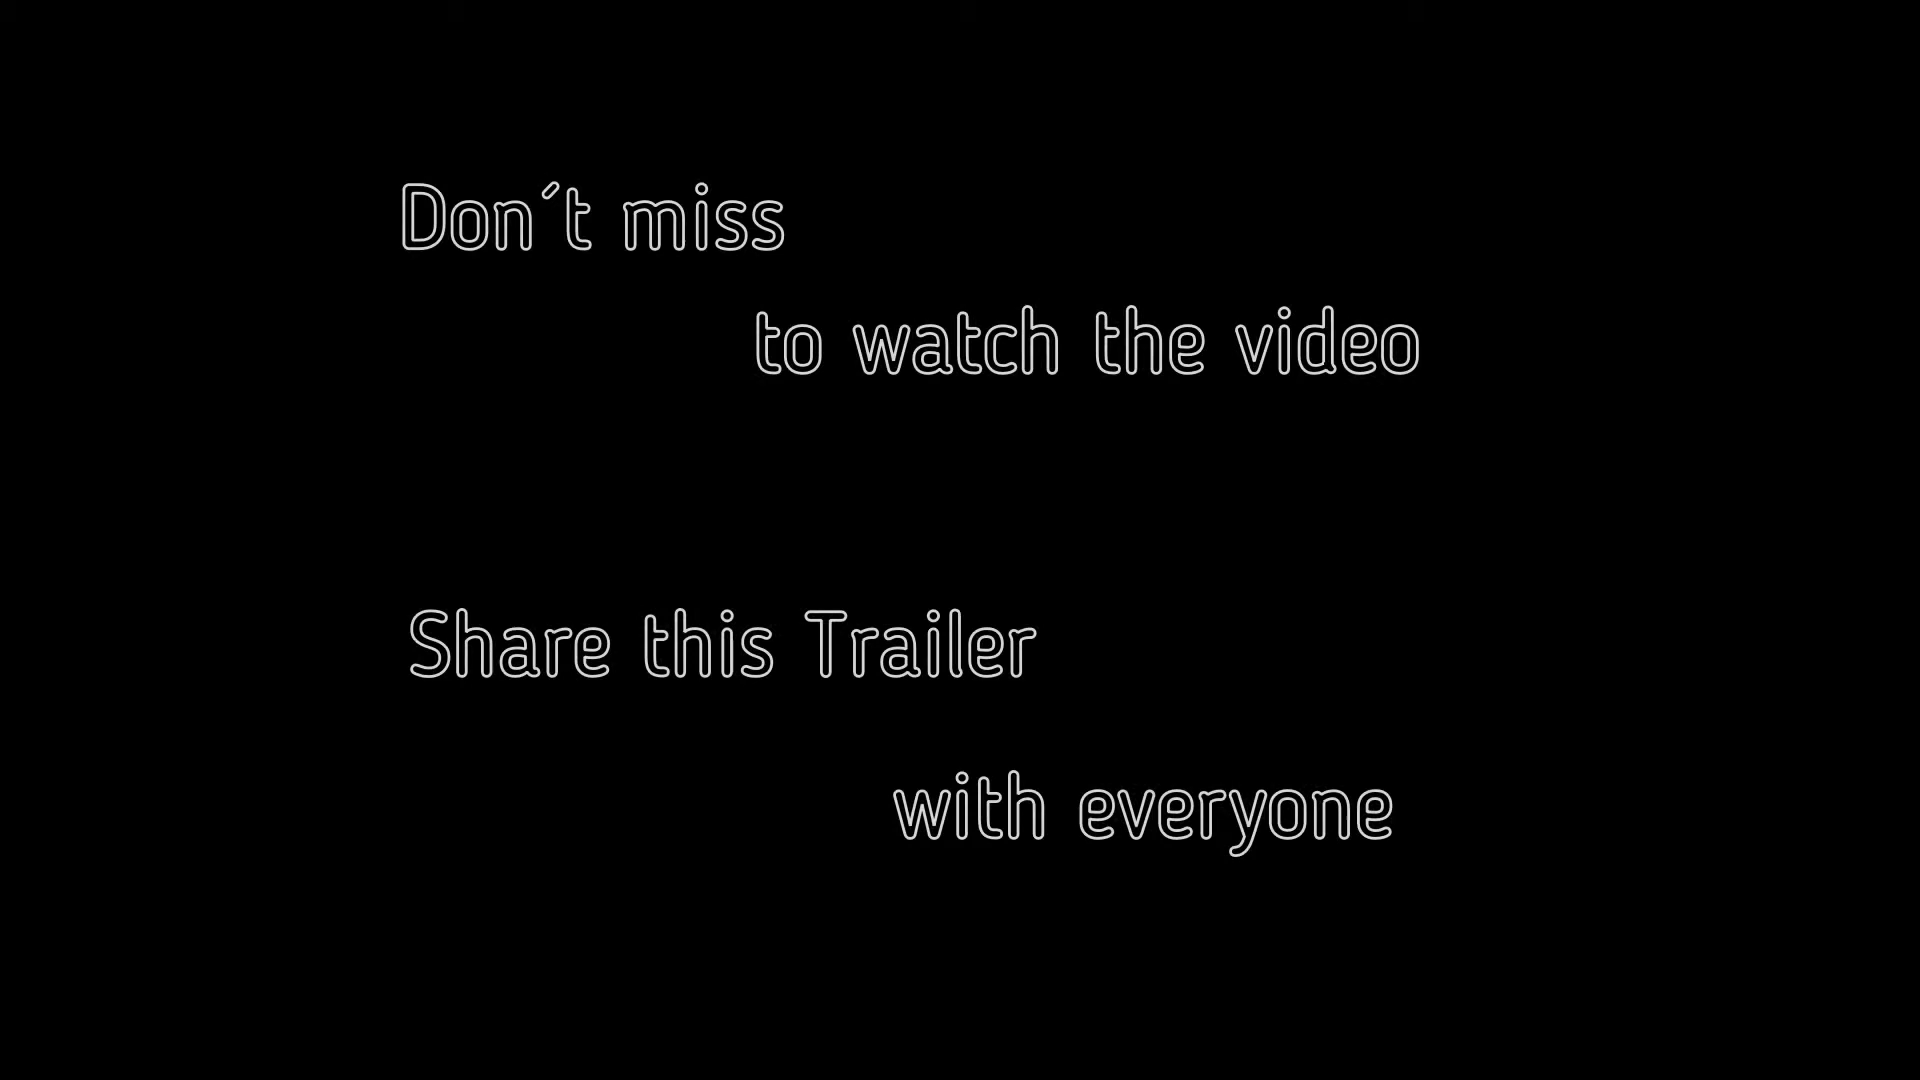 Don´t miss
to watch the video
Share this Trailer
with everyone